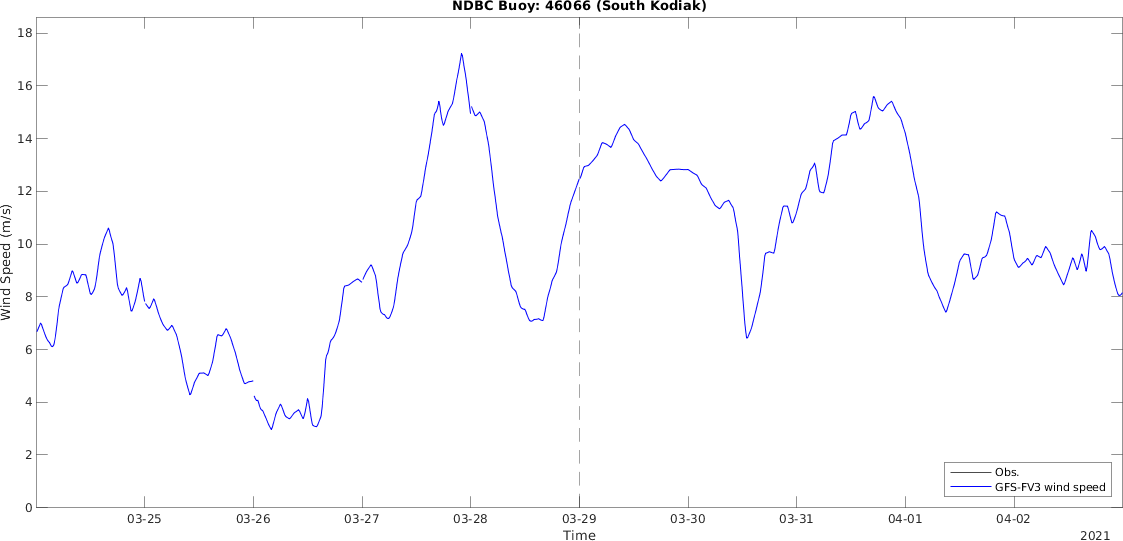 NDBC Buoy: 46066 (South Kodiak)
18
16
14
12
10
8
6
4
2
0
Wind Speed (m/s)
03-25 03-26 03-27 03-28 03-29 03-30 03-31 04-01 04-02
Time
2021
Obs.
GFS-FV3 wind speed